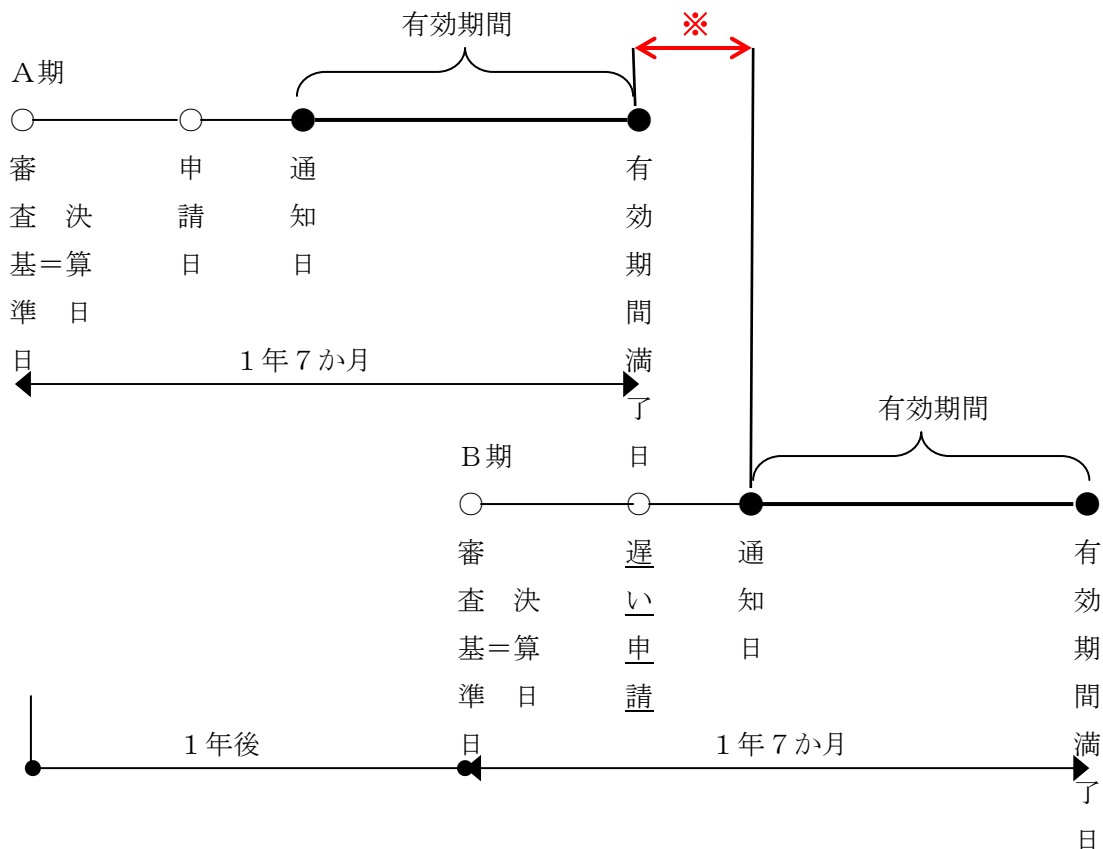 有効期間
※
A期
審査基準日
＝
決算日
申請日
通知日
有効期間満了日
１年７か月
有効期間
B期
審査基準日
＝
決算日
遅い申請
通知日
有効期間満了日
１年後
１年７か月